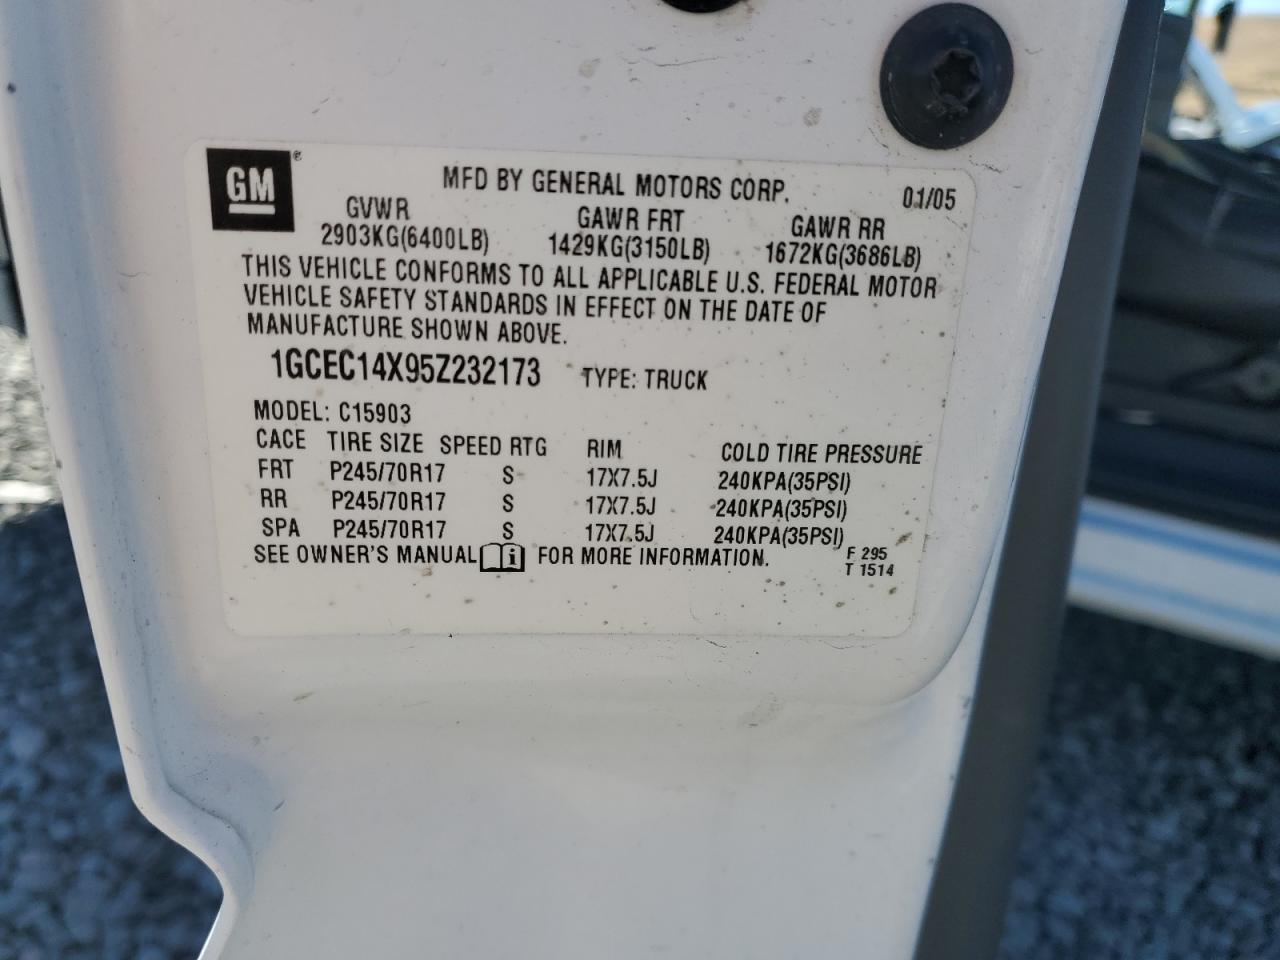 GM®
MFD BY GENERAL MOTORS CORP. 01/05
GVWR GAWR FRT GAWR RR
2903KG(6400LB) 1429KG(3150LB) 1672KG(3686LB)
THIS VEHICLE CONFORMS TO ALL APPLICABLE U.S. FEDERAL MOTOR
VEHICLE SAFETY STANDARDS IN EFFECT ON THE DATE OF
MANUFACTURE SHOWN ABOVE.
1GCEC14X95Z232173 TYPE: TRUCK
MODEL: C15903
CACE TIRE SIZE SPEED RTG RIM COLD TIRE PRESSURE
FRT P245/70R17 S 17X7.5J 240KPA(35PSI)
RR P245/70R17 S 17X7.5J 240KPA(35PSI)
SPA P245/70R17 S 17X7.5J 240KPA(35PSI)
SEE OWNER'S MANUAL i FOR MORE INFORMATION. F 295
T 1514